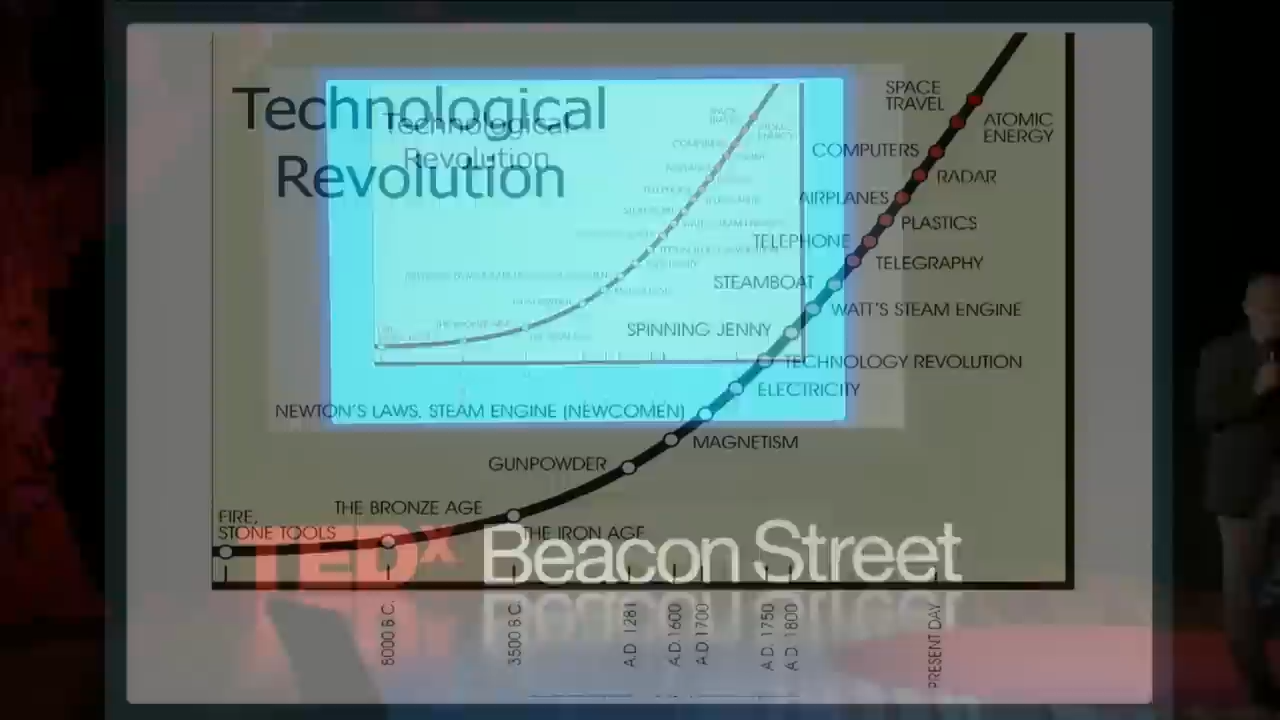 Technological
Revolution
SPACE
TRAVEL
ATOMIC
ENERGY
COMPUTERS
RADAR
AIRPLANES
PLASTICS
TELEPHONE
TELEGRAPHY
STEAMBOAT
WATT'S STEAM ENGINE
SPINNING JENNY
TECHNOLOGY REVOLUTION
ELECTRICITY
NEWTON'S LAWS, STEAM ENGINE (NEWCOMEN)
MAGNETISM
GUNPOWDER
THE BRONZE AGE
THE IRON AGE
FIRE,
STONE TOOLS
8000 B.C.
3500 B.C.
A.D. 1281
A.D. 1600
A.D. 1700
A.D. 1750
A.D. 1800
PRESENT DAY
Technological
Revolution
TEDx Beacon Street